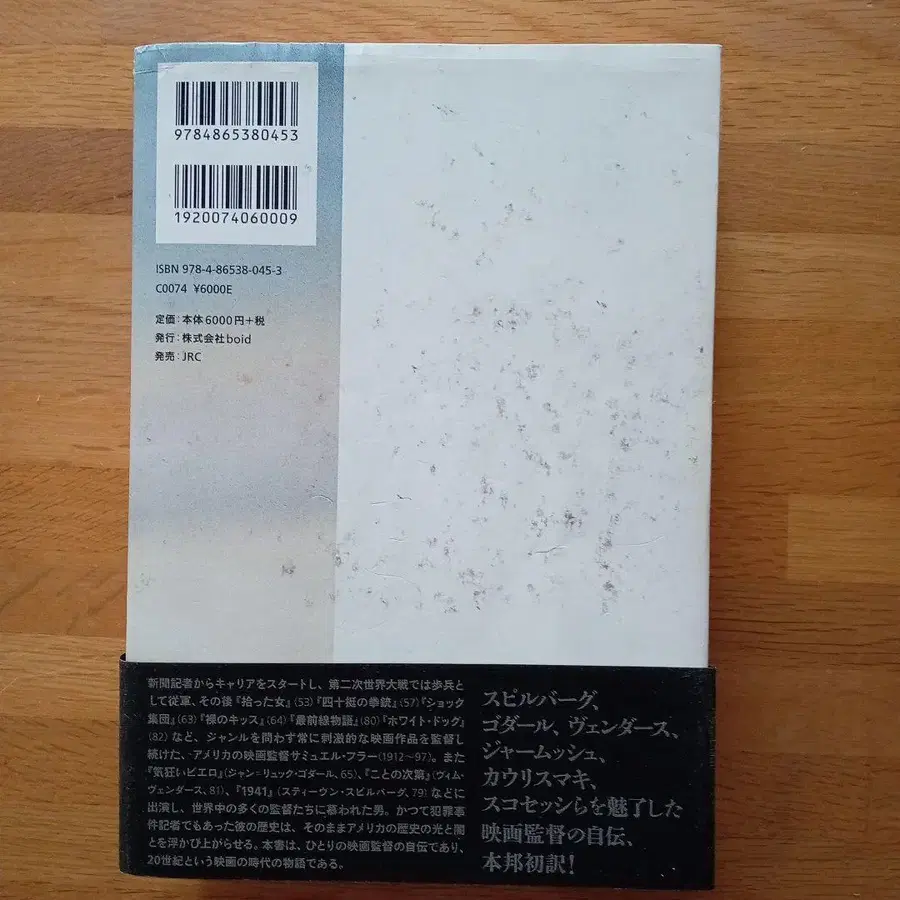 9784865380453
1920074060009
ISBN 978-4-86538-045-3
C0074 ¥6000E
定価:本体6000円+税
発行:株式会社boid
発売:JRC
新聞記者からキャリアをスタートし、第二次世界大戦では歩兵と
して従軍、その後『拾った女』(53)『四十挺の拳銃』(57)『ショック
集団』(63)『裸のキッス』(64)『最前線物語』(80)『ホワイト・ドッグ』
(82)など、ジャンルを問わず常に刺激的な映画作品を監督し
続けた、アメリカの映画監督サミュエル・フラー(1912〜97)。また
『気狂いピエロ』(ジャン=リュック・ゴダール、65)、『ことの次第』(ヴィム・
ヴェンダース、81)、『1941』(スティーヴン・スピルバーグ、79)などに
出演し、世界中の多くの監督たちに慕われた男。かつて犯罪事
件記者でもあった彼の歴史は、そのままアメリカの歴史の光と闇
とを浮かび上がらせる。本書は、ひとりの映画監督の自伝であり、
20世紀という映画の時代の物語である。
スピルバーグ、
ゴダール、ヴェンダース、
ジャームッシュ、
カウリスマキ、
スコセッシらを魅了した
映画監督の自伝、
本邦初訳!